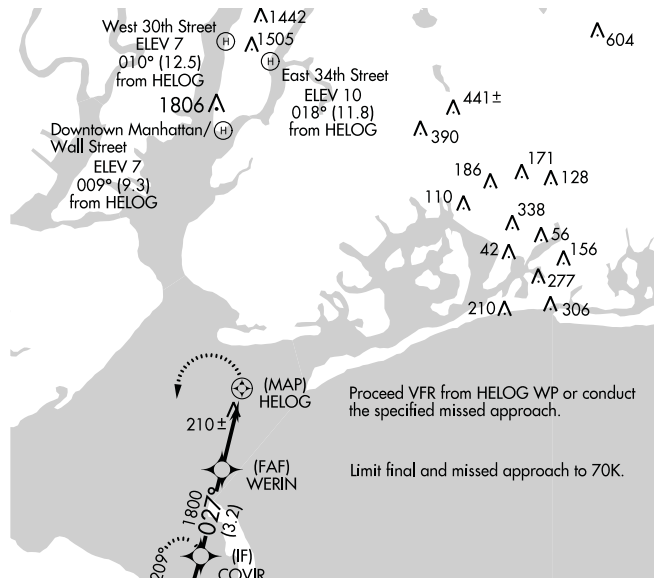 1442
West 30th Street
ELEV 7
010° (12.5)
from HELOG
1505
604
East 34th Street
ELEV 10
018° (11.8)
from HELOG
1806
441±
390
Downtown Manhattan/
Wall Street
ELEV 7
009° (9.3)
from HELOG
H
H
H
186
171
128
110
338
56
42
156
277
210
306
(MAP)
HELOG
210±
Proceed VFR from HELOG WP or conduct
the specified missed approach.
(FAF)
WERIN
Limit final and missed approach to 70K.
1800
027°
(3.2)
209°
(IF)
COVIR